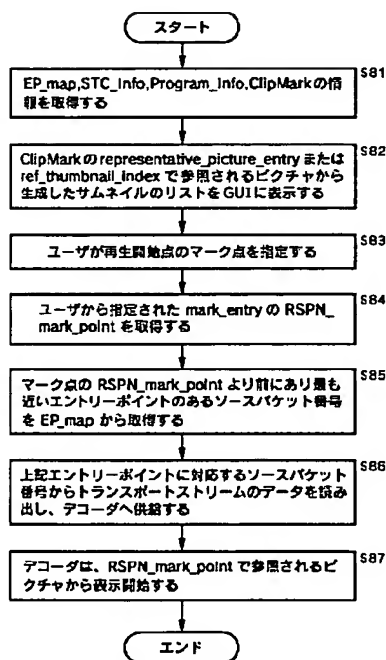 スタート
S81
EP_map,STC_Info,Program_Info,ClipMarkの情
報を取得する
S82
ClipMarkのrepresentative_picture_entryまたは
ref_thumbnail_indexで参照されるピクチャから
生成したサムネイルのリストをGUIに表示する
S83
ユーザが再生開始点のマーク点を指定する
S84
ユーザから指定された mark_entry の RSPN_
mark_point を取得する
S85
マーク点の RSPN_mark_point より前にあり最も
近いエントリーポイントのあるソースパケット番号
を EP_map から取得する
S86
上記エントリーポイントに対応するソースパケット
番号からトランスポートストリームのデータを読み
出し、デコーダへ供給する
S87
デコーダは、RSPN_mark_pointで参照されるピ
クチャから表示開始する
エンド